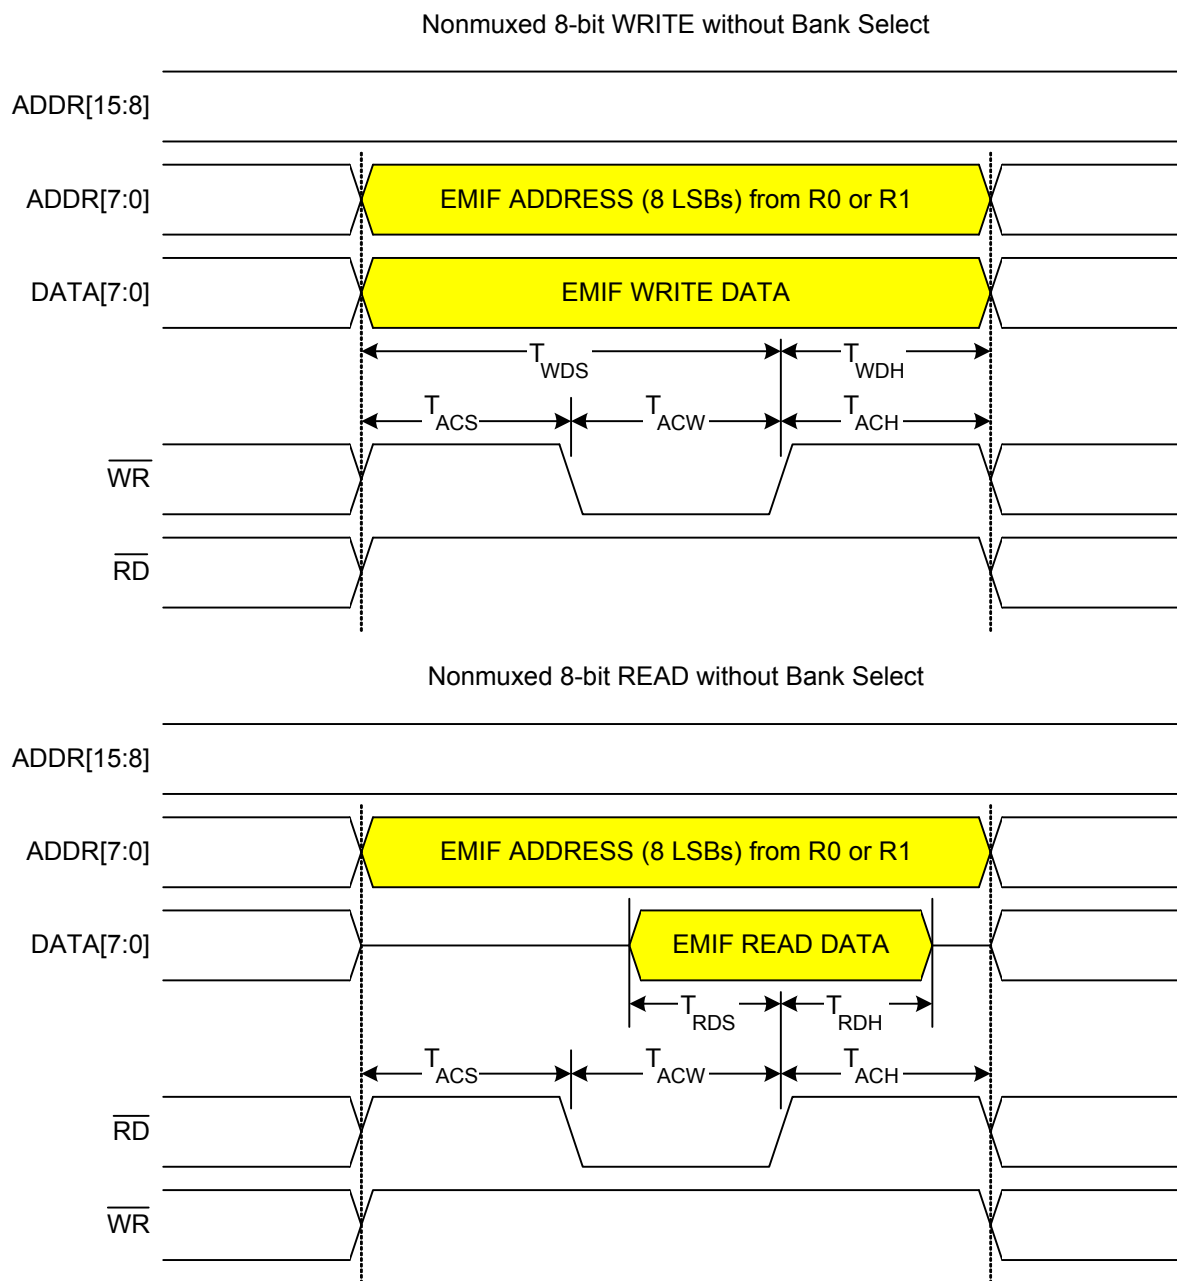 Nonmuxed 8-bit WRITE without Bank Select
ADDR[15:8]
ADDR[7:0]
EMIF ADDRESS (8 LSBs) from R0 or R1
DATA[7:0]
EMIF WRITE DATA
TWDS TWDH
TACS TACW TACH
WR
RD
Nonmuxed 8-bit READ without Bank Select
ADDR[15:8]
ADDR[7:0]
EMIF ADDRESS (8 LSBs) from R0 or R1
DATA[7:0]
EMIF READ DATA
TRDS TRDH
TACS TACW TACH
RD
WR